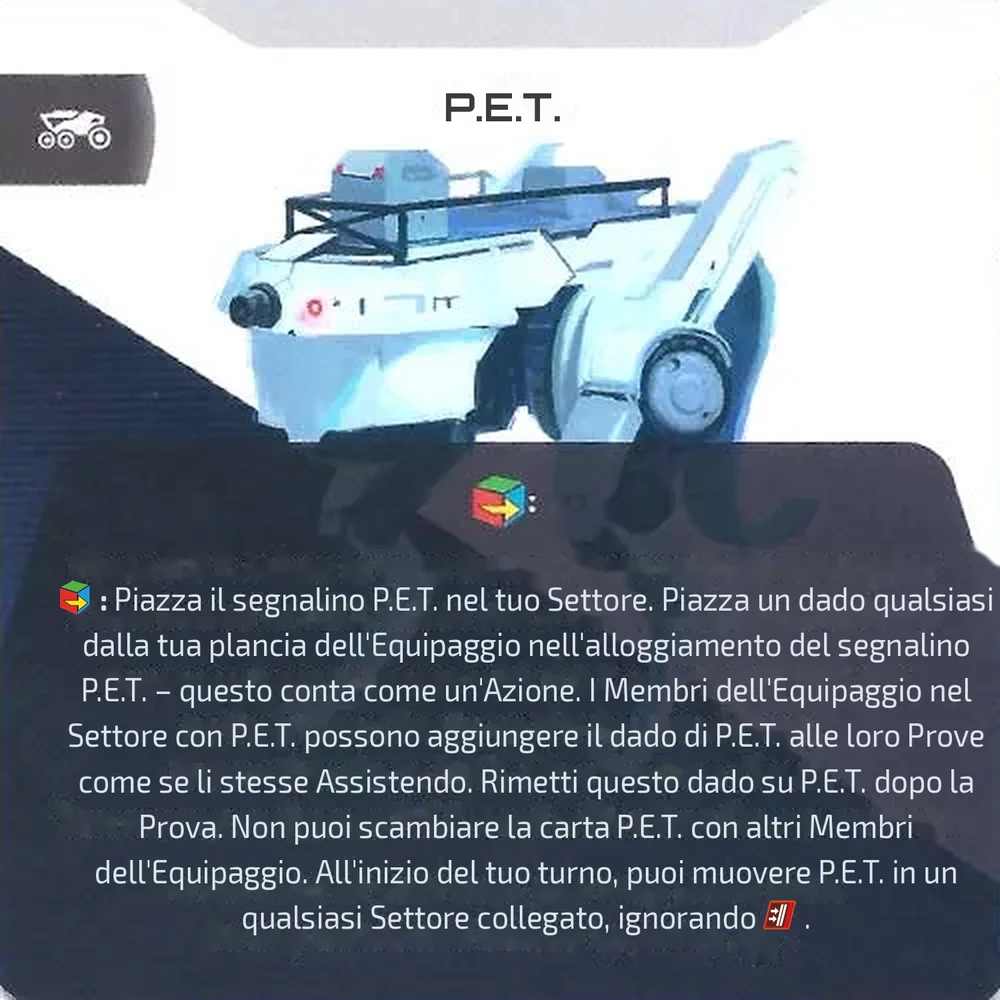 P.E.T.
:
: Piazza il segnalino P.E.T. nel tuo Settore. Piazza un dado qualsiasi
dalla tua plancia dell'Equipaggio nell'alloggiamento del segnalino
P.E.T. – questo conta come un'Azione. I Membri dell'Equipaggio nel
Settore con P.E.T. possono aggiungere il dado di P.E.T. alle loro Prove
come se li stesse Assistendo. Rimetti questo dado su P.E.T. dopo la
Prova. Non puoi scambiare la carta P.E.T. con altri Membri
dell'Equipaggio. All'inizio del tuo turno, puoi muovere P.E.T. in un
qualsiasi Settore collegato, ignorando .